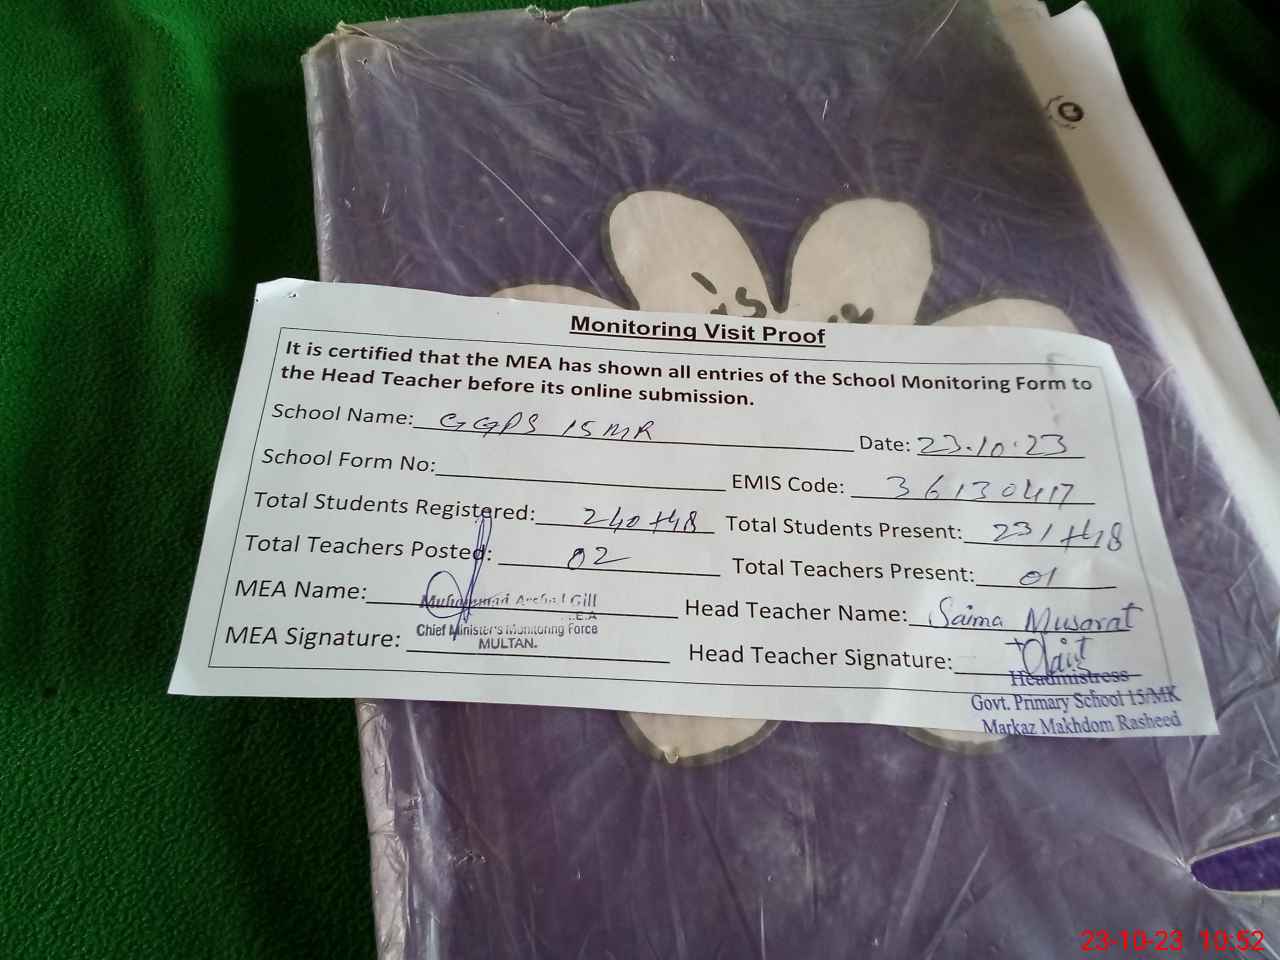 Monitoring Visit Proof
It is certified that the MEA has shown all entries of the School Monitoring Form to
the Head Teacher before its online submission.
School Name: GGPS 15 MR Date: 23.10.23
School Form No: EMIS Code: 36130417
Total Students Registered: 240+48 Total Students Present: 231+48
Total Teachers Posted: 02 Total Teachers Present: 01
MEA Name: Gill Head Teacher Name: Saima Musarat
Chief Minister's Monitoring Force
MULTAN.
MEA Signature: Head Teacher Signature:
Headmistress
Govt. Primary School 15/MR
Markaz Makhdom Rasheed
23-10-23 10:52